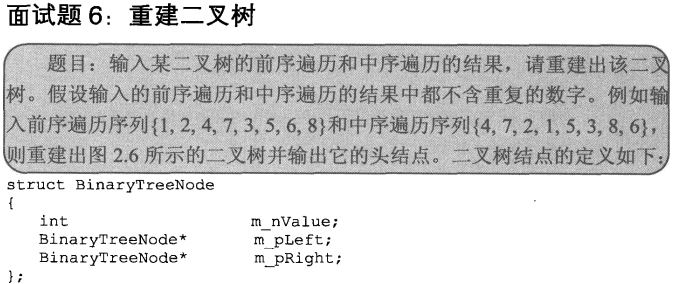 面试题 6：重建二叉树
题目：输入某二叉树的前序遍历和中序遍历的结果，请重建出该二叉
树。假设输入的前序遍历和中序遍历的结果中都不含重复的数字。例如输
入前序遍历序列{1, 2, 4, 7, 3, 5, 6, 8}和中序遍历序列{4, 7, 2, 1, 5, 3, 8, 6}，
则重建出图 2.6 所示的二叉树并输出它的头结点。二叉树结点的定义如下：
struct BinaryTreeNode
{
int m_nValue;
BinaryTreeNode* m_pLeft;
BinaryTreeNode* m_pRight;
};